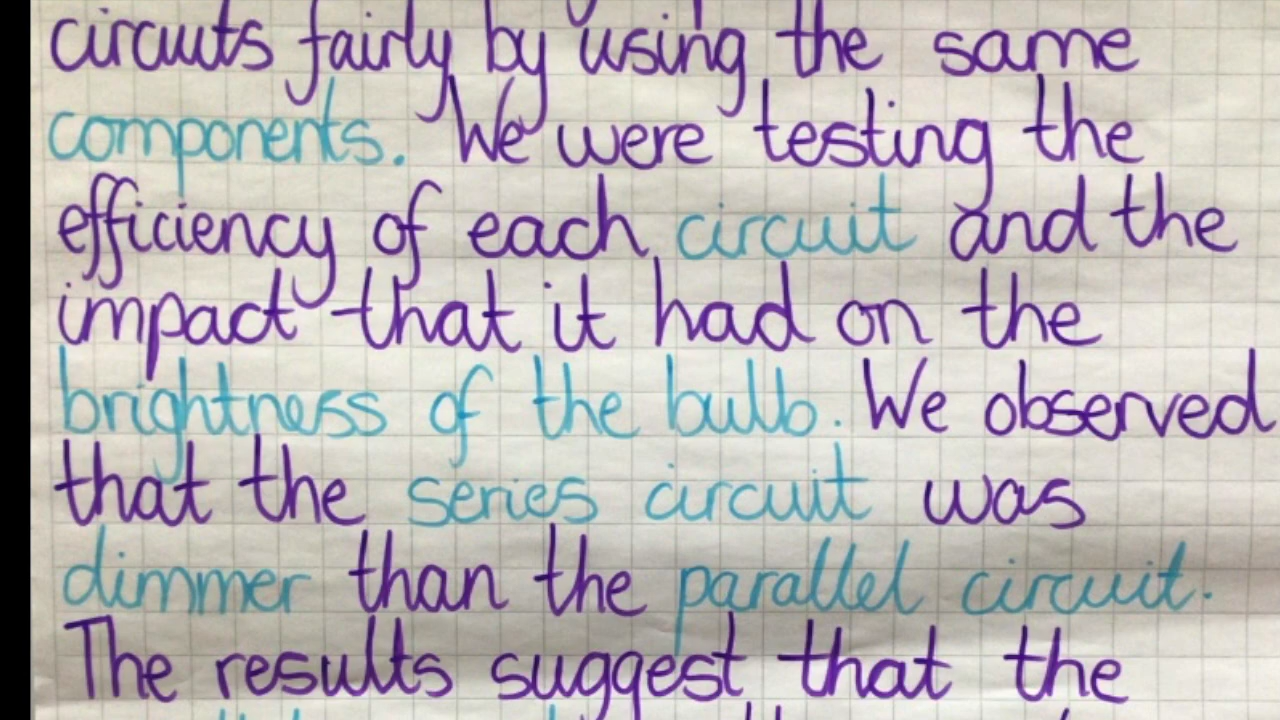 circuits fairly by using the same
components. We were testing the
efficiency of each circuit and the
impact that it had on the
brightness of the bulb. We observed
that the series circuit was
dimmer than the parallel circuit.
The results suggest that the